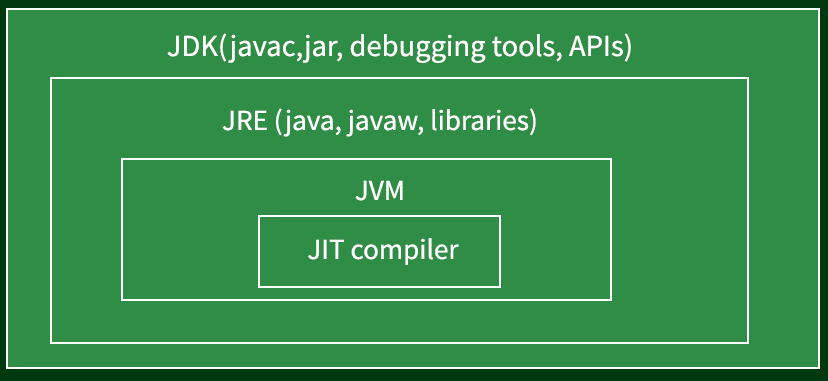 JDK(javac,jar, debugging tools, APIs)
JRE (java, javaw, libraries)
JVM
JIT compiler